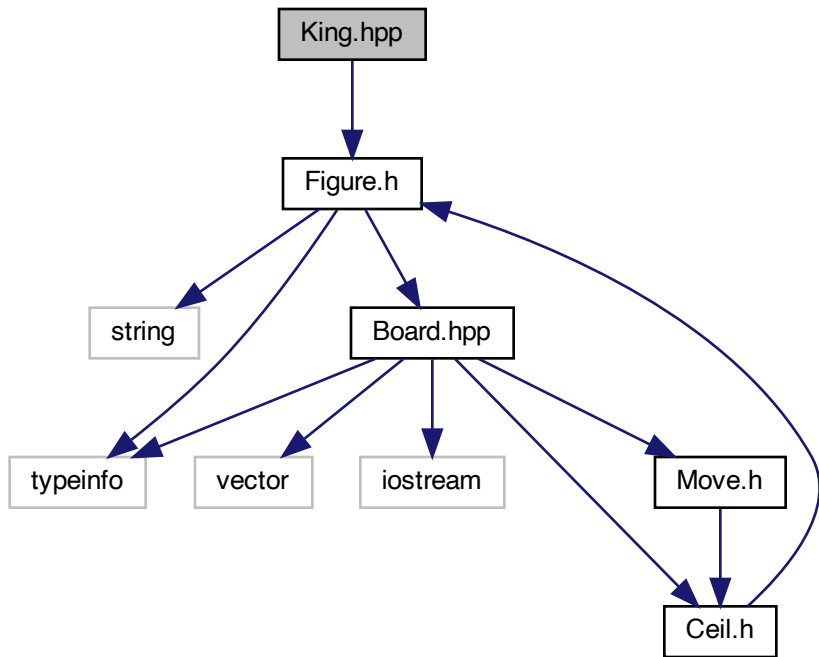 King.hpp
Figure.h
string
Board.hpp
typeinfo
vector
iostream
Move.h
Ceil.h